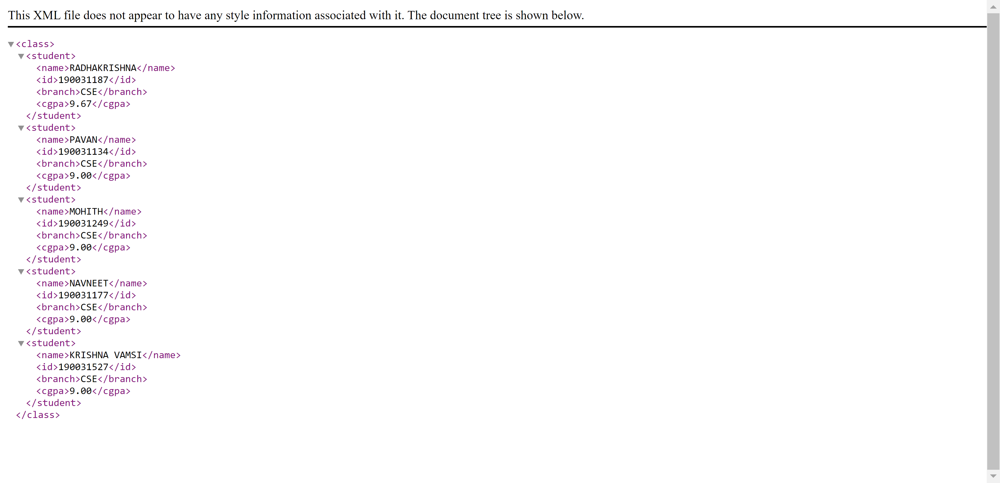 This XML file does not appear to have any style information associated with it. The document tree is shown below.
<class>
<student>
<name>RADHAKRISHNA</name>
<id>190031187</id>
<branch>CSE</branch>
<cgpa>9.67</cgpa>
</student>
<student>
<name>PAVAN</name>
<id>190031134</id>
<branch>CSE</branch>
<cgpa>9.00</cgpa>
</student>
<student>
<name>MOHITH</name>
<id>190031249</id>
<branch>CSE</branch>
<cgpa>9.00</cgpa>
</student>
<student>
<name>NAVNEET</name>
<id>190031177</id>
<branch>CSE</branch>
<cgpa>9.00</cgpa>
</student>
<student>
<name>KRISHNA VAMSI</name>
<id>190031527</id>
<branch>CSE</branch>
<cgpa>9.00</cgpa>
</student>
</class>